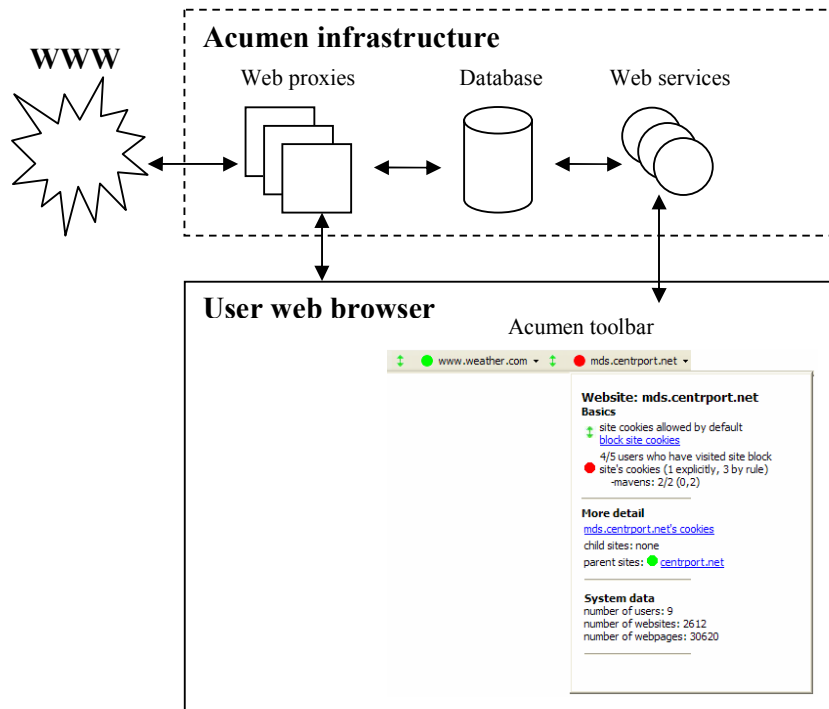 Acumen infrastructure
WWW
Web proxies
Database
Web services
User web browser
Acumen toolbar
www.weather.com
mds.centrport.net
Website: mds.centrport.net
Basics
site cookies allowed by default
block site cookies
4/5 users who have visited site block
site's cookies (1 explicitly, 3 by rule)
-mavens: 2/2 (0,2)
More detail
mds.centrport.net's cookies
child sites: none
parent sites: centrport.net
System data
number of users: 9
number of websites: 2612
number of webpages: 30620